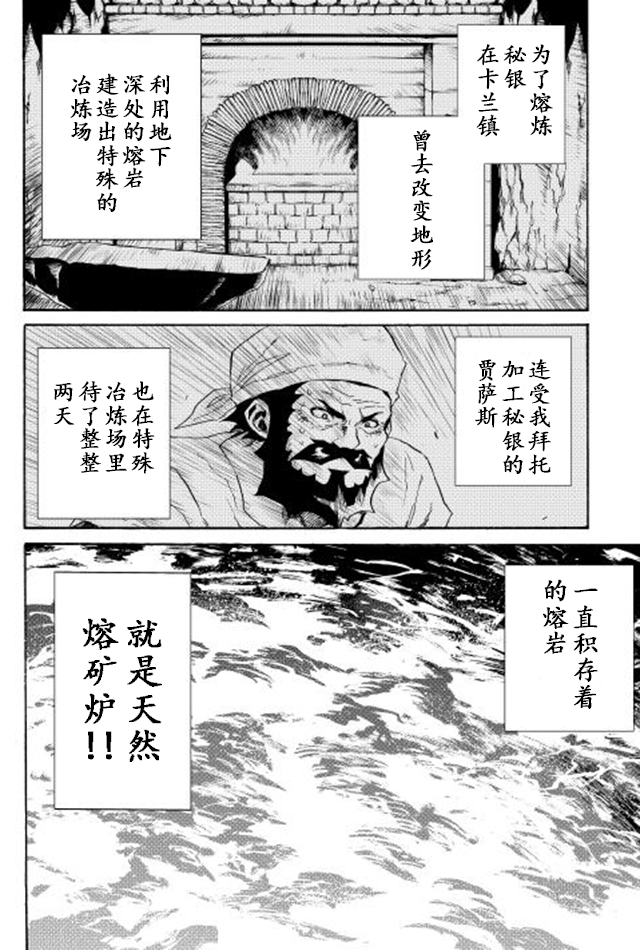 为了熔炼
秘银
在卡兰镇
曾去改变地形
利用地下
深处的熔岩
建造出特殊的
冶炼场
连受我拜托
加工秘银的
贾萨斯
也在特殊
冶炼场里
待了整整
两天
一直积存着
的熔岩
就是天然
熔矿炉!!